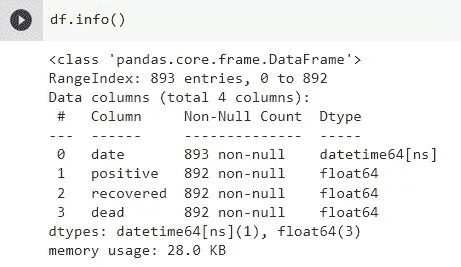 df.info()
<class 'pandas.core.frame.DataFrame'>
RangeIndex: 893 entries, 0 to 892
Data columns (total 4 columns):
 #   Column     Non-Null Count  Dtype
---  ------     --------------  -----
 0   date       893 non-null    datetime64[ns]
 1   positive   892 non-null    float64
 2   recovered  892 non-null    float64
 3   dead       892 non-null    float64
dtypes: datetime64[ns](1), float64(3)
memory usage: 28.0 KB